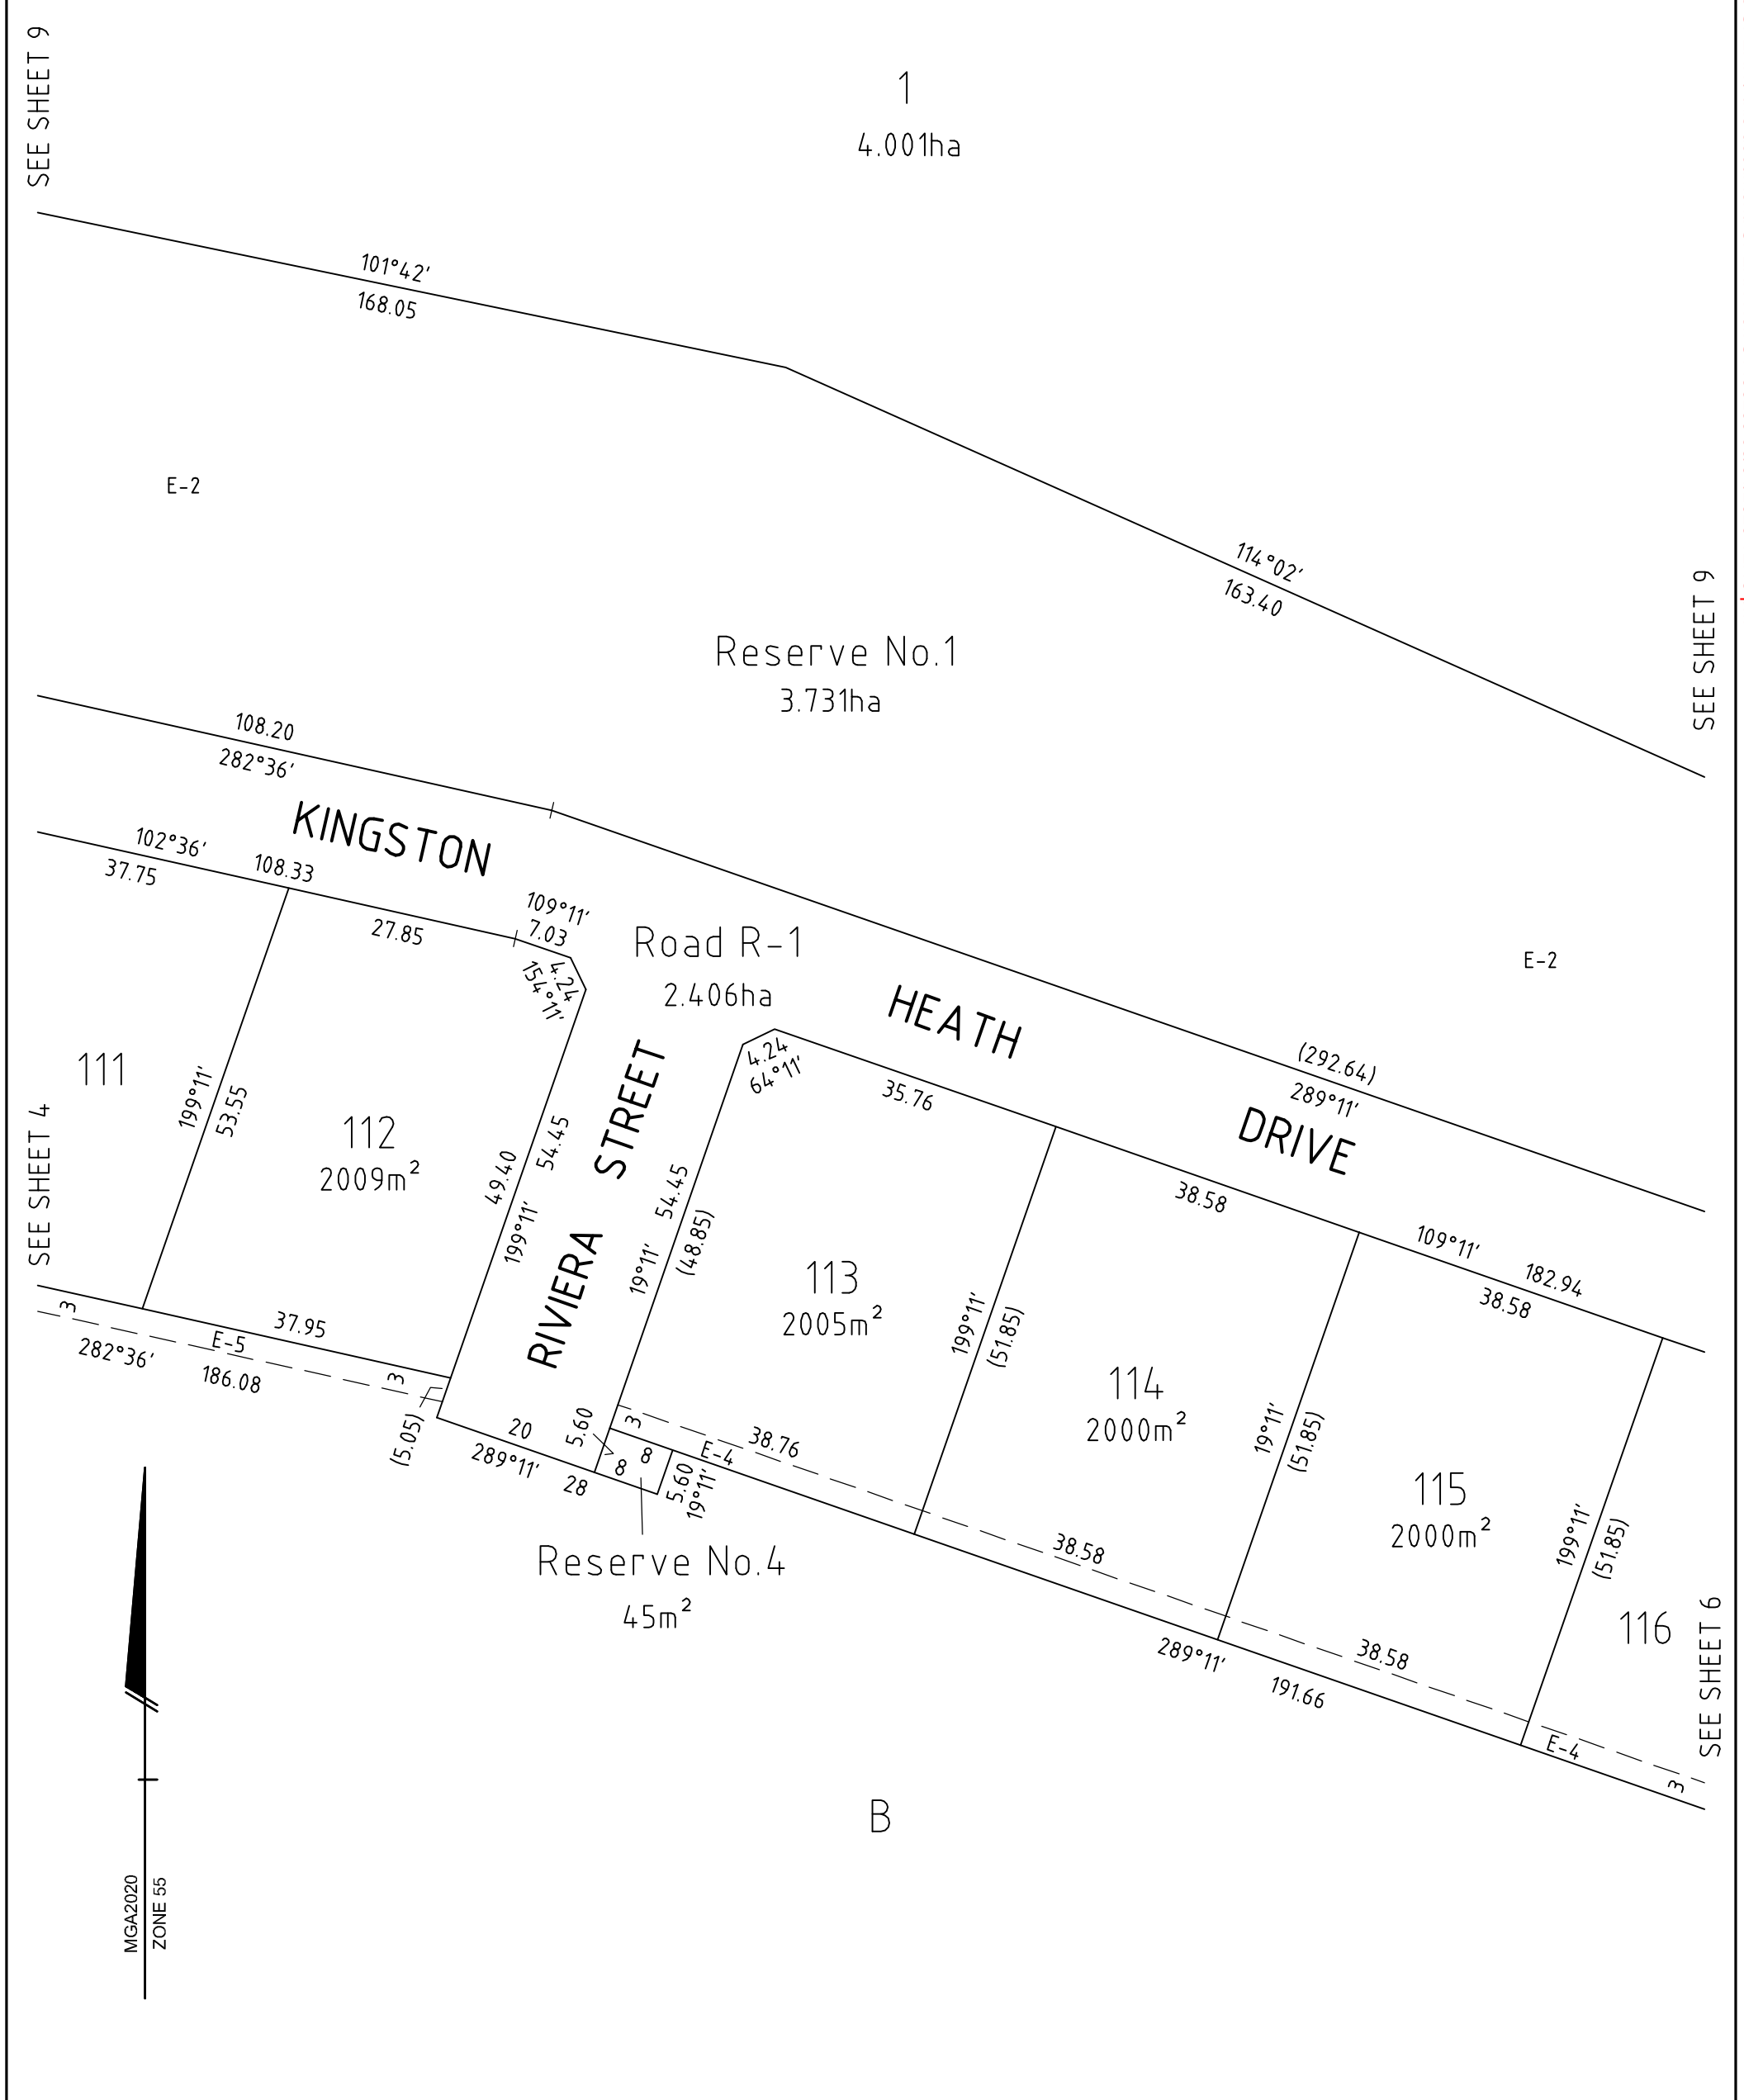 SEE SHEET 9
1
4.001ha
101°42'
168.05
114°02'
163.40
E-2
SEE SHEET 9
Reserve No.1
3.731ha
108.20
282°36'
KINGSTON
102°36'
37.75
108.33
27.85
109°11'
7.03
4.24
154°11'
Road R-1
2.406ha
E-2
HEATH
(292.64)
289°11'
DRIVE
4.24
64°11'
35.76
38.58
109°11'
182.94
38.58
111
199°11'
53.55
112
2009m²
49.40
54.45
199°11'
RIVIERA STREET
54.45
19°11'
(48.85)
113
2005m²
199°11'
(51.85)
114
2000m²
19°11'
(51.85)
115
2000m²
199°11'
(51.85)
116
SEE SHEET 4
SEE SHEET 6
3
37.95
E-5
282°36'
186.08
3
(5.05)
20
289°11'
28
5.60
3
8
8
5.60
19°11'
E-4
38.76
38.58
38.58
289°11'
191.66
E-4
3
Reserve No.4
45m²
B
MGA2020
ZONE 55